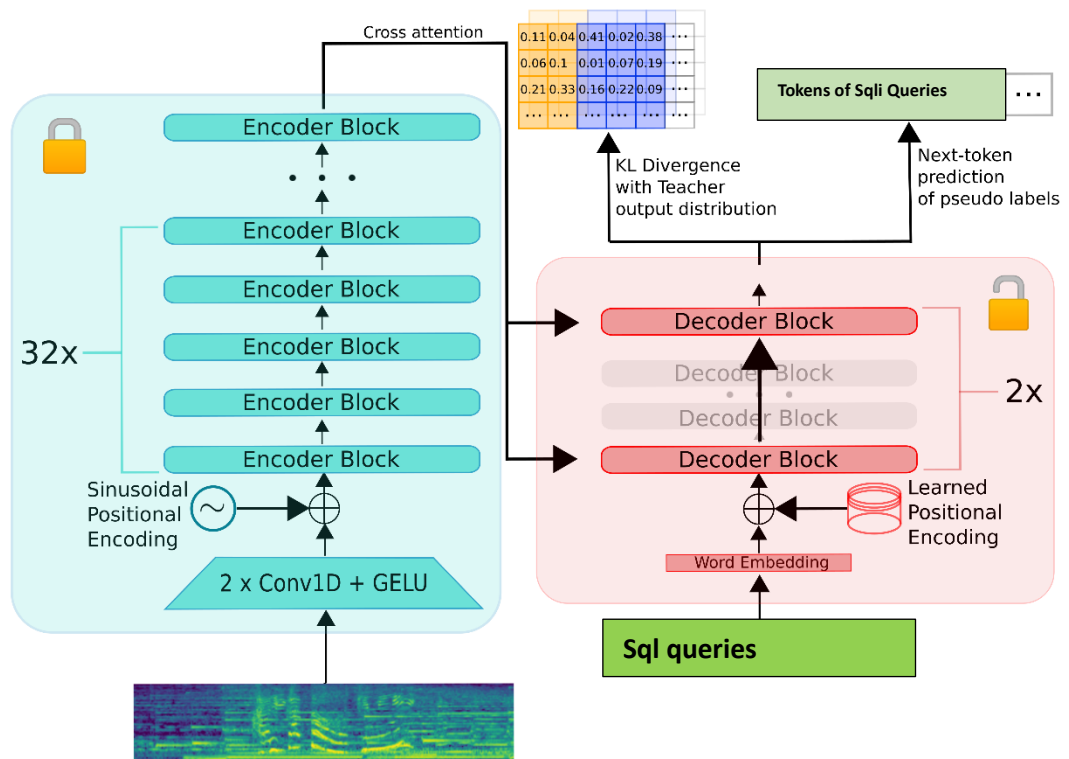 Cross attention
0.11 0.04 0.41 0.02 0.38 ...
0.06 0.1 0.01 0.07 0.19 ...
0.21 0.33 0.16 0.22 0.09 ...
... ... ... ... ... ...
Tokens of Sqli Queries ...
Encoder Block
. . .
Encoder Block
Encoder Block
Encoder Block
Encoder Block
Encoder Block
32x
Sinusoidal
Positional
Encoding
~
2 x Conv1D + GELU
KL Divergence
with Teacher
output distribution
Next-token
prediction
of pseudo labels
Decoder Block
Decoder Block
. . .
Decoder Block
Decoder Block
2x
Learned
Positional
Encoding
Word Embedding
Sql queries